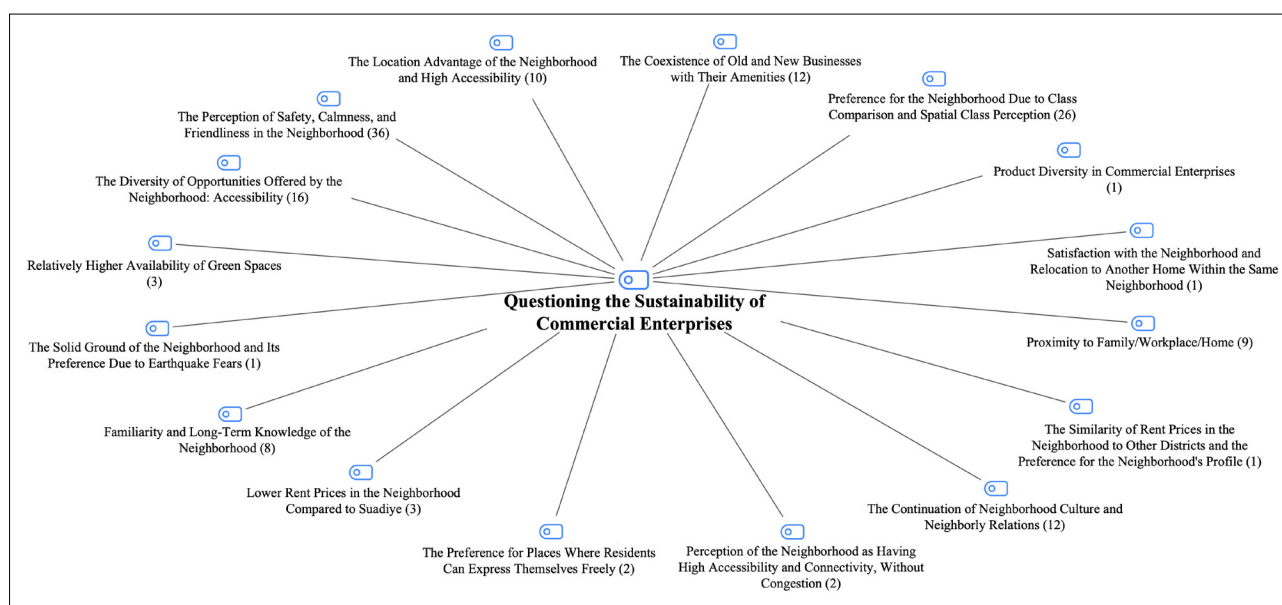 The Location Advantage of the Neighborhood
and High Accessibility (10)
The Coexistence of Old and New Businesses
with Their Amenities (12)
Preference for the Neighborhood Due to Class
Comparison and Spatial Class Perception (26)
The Perception of Safety, Calmness, and
Friendliness in the Neighborhood (36)
Product Diversity in Commercial Enterprises
(1)
The Diversity of Opportunities Offered by the
Neighborhood: Accessibility (16)
Satisfaction with the Neighborhood and
Relocation to Another Home Within the Same
Neighborhood (1)
Relatively Higher Availability of Green Spaces
(3)
Questioning the Sustainability of
Commercial Enterprises
Proximity to Family/Workplace/Home (9)
The Solid Ground of the Neighborhood and Its
Preference Due to Earthquake Fears (1)
The Similarity of Rent Prices in the
Neighborhood to Other Districts and the
Preference for the Neighborhood's Profile (1)
Familiarity and Long-Term Knowledge of the
Neighborhood (8)
Lower Rent Prices in the Neighborhood
Compared to Suadiye (3)
The Continuation of Neighborhood Culture and
Neighborly Relations (12)
The Preference for Places Where Residents
Can Express Themselves Freely (2)
Perception of the Neighborhood as Having
High Accessibility and Connectivity, Without
Congestion (2)